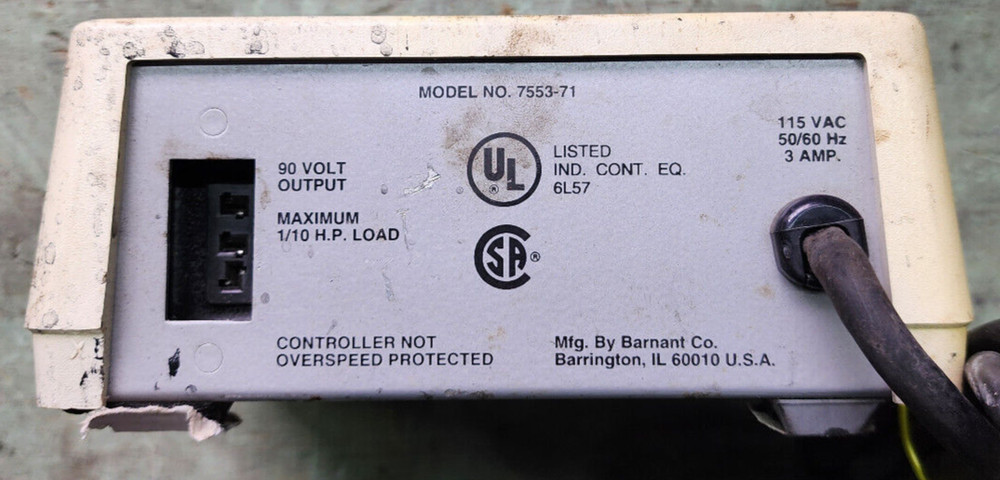 MODEL NO. 7553-71
115 VAC
50/60 Hz
3 AMP.
90 VOLT
OUTPUT
MAXIMUM
1/10 H.P. LOAD
UL
®
LISTED
IND. CONT. EQ.
6L57
SA ®
CONTROLLER NOT
OVERSPEED PROTECTED
Mfg. By Barnant Co.
Barrington, IL 60010 U.S.A.